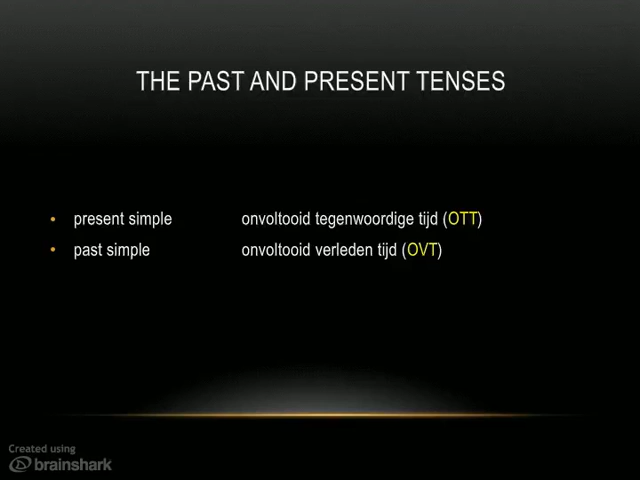 THE PAST AND PRESENT TENSES
• present simple onvoltooid tegenwoordige tijd (OTT)
• past simple onvoltooid verleden tijd (OVT)
Created using
brainshark